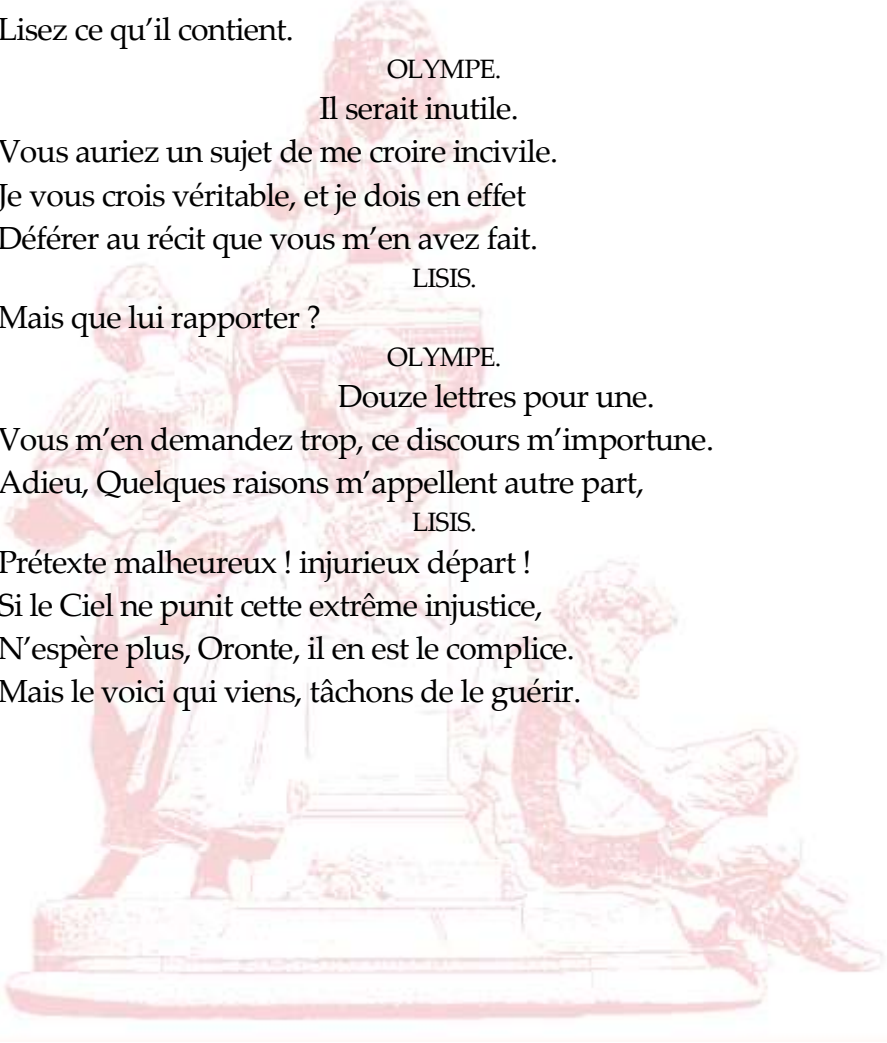 Lisez ce qu’il contient.
OLYMPE.
Il serait inutile.
Vous auriez un sujet de me croire incivile.
Je vous crois véritable, et je dois en effet
Déférer au récit que vous m’en avez fait.
LISIS.
Mais que lui rapporter ?
OLYMPE.
Douze lettres pour une.
Vous m’en demandez trop, ce discours m’importune.
Adieu, Quelques raisons m’appellent autre part,
LISIS.
Prétexte malheureux ! injurieux départ !
Si le Ciel ne punit cette extrême injustice,
N’espère plus, Oronte, il en est le complice.
Mais le voici qui viens, tâchons de le guérir.